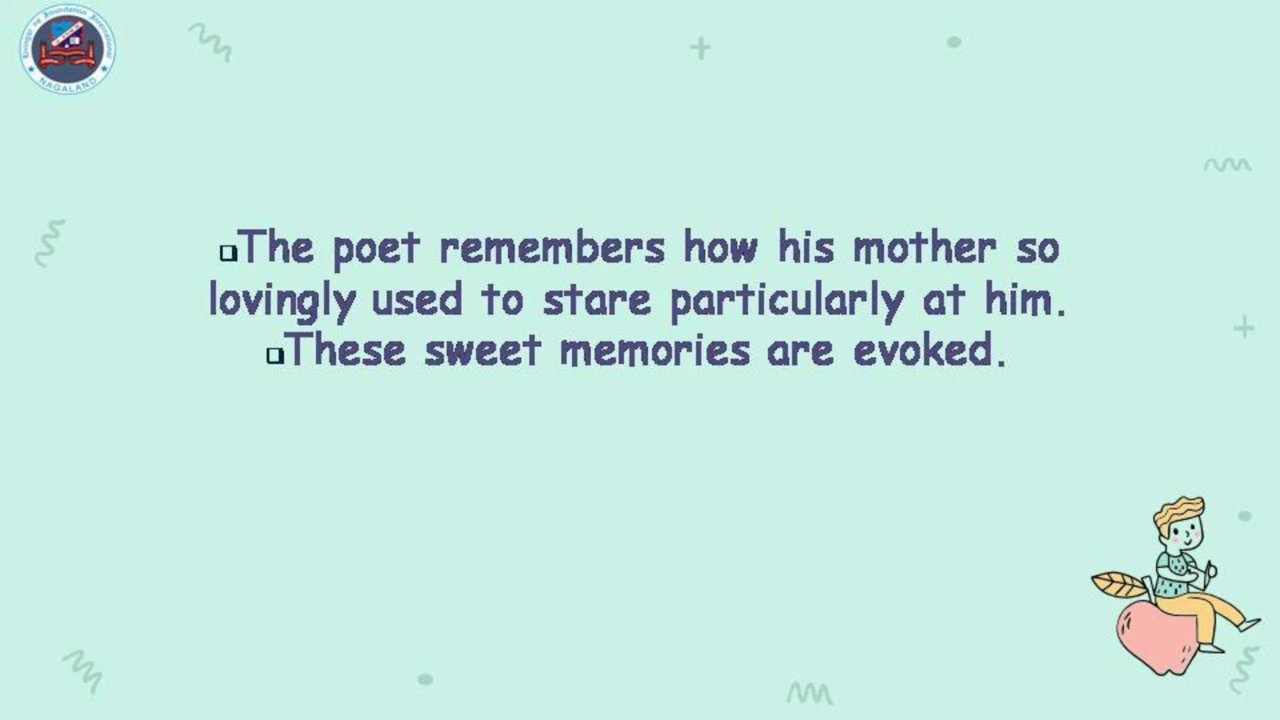 ❑The poet remembers how his mother so
lovingly used to stare particularly at him.
❑These sweet memories are evoked.
NAGALAND